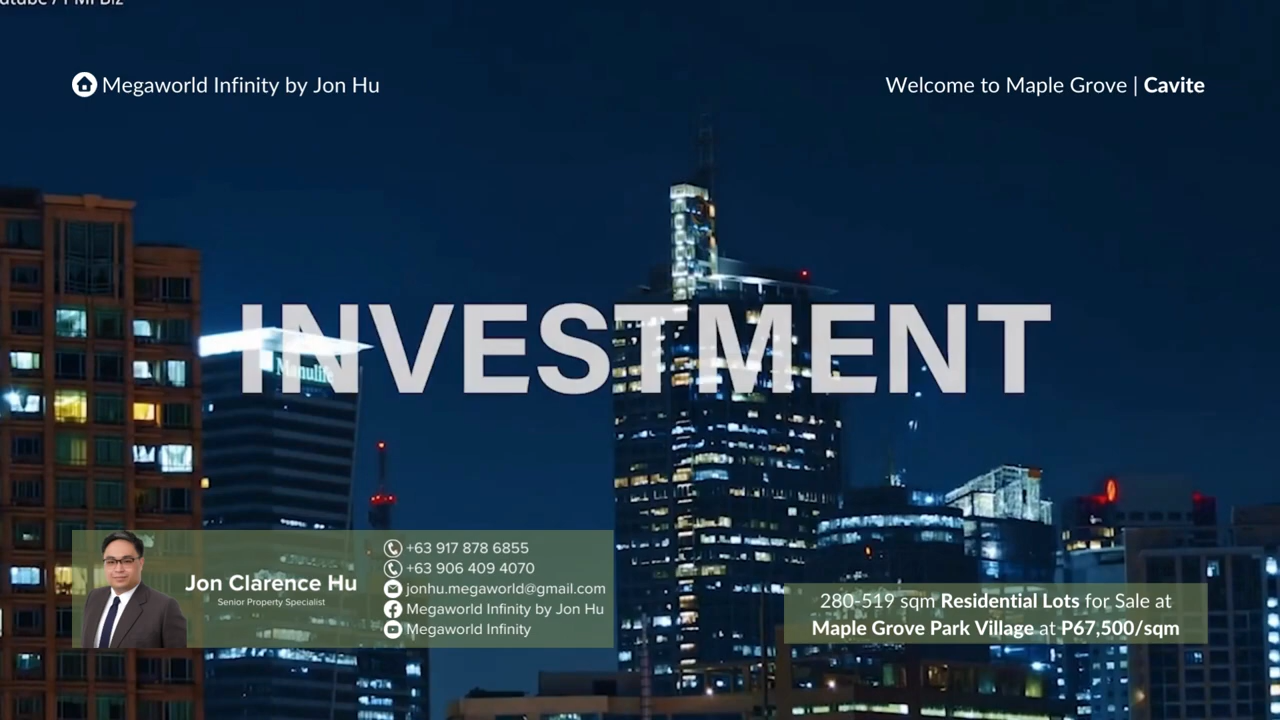 Megaworld Infinity by Jon Hu
Welcome to Maple Grove | Cavite
INVESTMENT
Manulife
Jon Clarence Hu
Senior Property Specialist
+63 917 878 6855
+63 906 409 4070
jonhu.megaworld@gmail.com
Megaworld Infinity by Jon Hu
Megaworld Infinity
280-519 sqm Residential Lots for Sale at
Maple Grove Park Village at P67,500/sqm